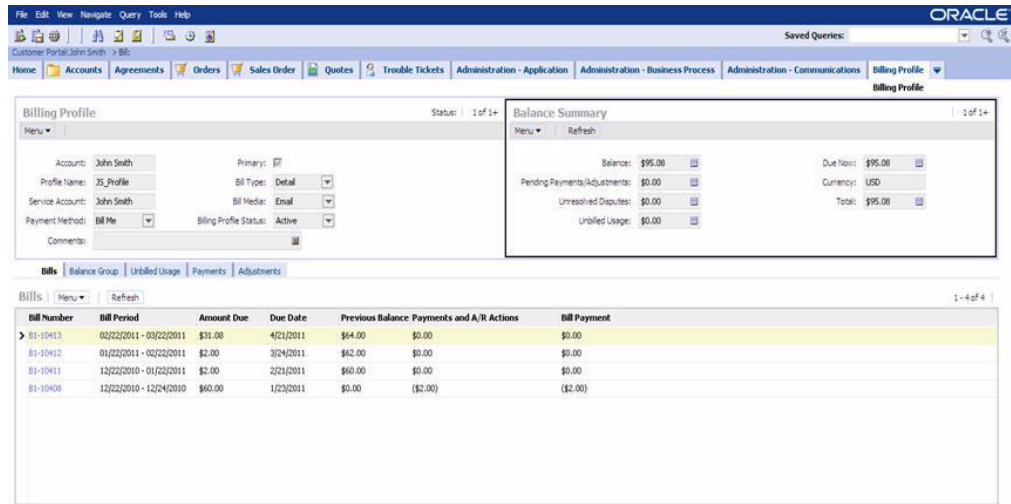 File Edit View Navigate Query Tools Help
ORACLE
Saved Queries:
Customer Portal:John Smith > Bill:
Home Accounts Agreements Orders Sales Order Quotes Trouble Tickets Administration - Application Administration - Business Process Administration - Communications Billing Profile
Billing Profile
Billing Profile Status: 1 of 1+
Menu
Account: John Smith Primary:
Profile Name: JS_Profile Bill Type: Detail
Service Account: John Smith Bill Media: Email
Payment Method: Bill Me Billing Profile Status: Active
Comments:
Balance Summary 1 of 1+
Menu Refresh
Balance: $95.08 Due Now: $95.08
Pending Payments/Adjustments: $0.00 Currency: USD
Unresolved Disputes: $0.00 Total: $95.08
Unbilled Usage: $0.00
Bills Balance Group Unbilled Usage Payments Adjustments
Bills Menu Refresh 1 - 4 of 4
Bill Number Bill Period Amount Due Due Date Previous Balance Payments and A/R Actions Bill Payment
B1-10413 02/22/2011 - 03/22/2011 $31.08 4/21/2011 $64.00 $0.00 $0.00
B1-10412 01/22/2011 - 02/22/2011 $2.00 3/24/2011 $62.00 $0.00 $0.00
B1-10411 12/22/2010 - 01/22/2011 $2.00 2/21/2011 $60.00 $0.00 $0.00
B1-10408 12/22/2010 - 12/24/2010 $60.00 1/23/2011 $0.00 ($2.00) ($2.00)